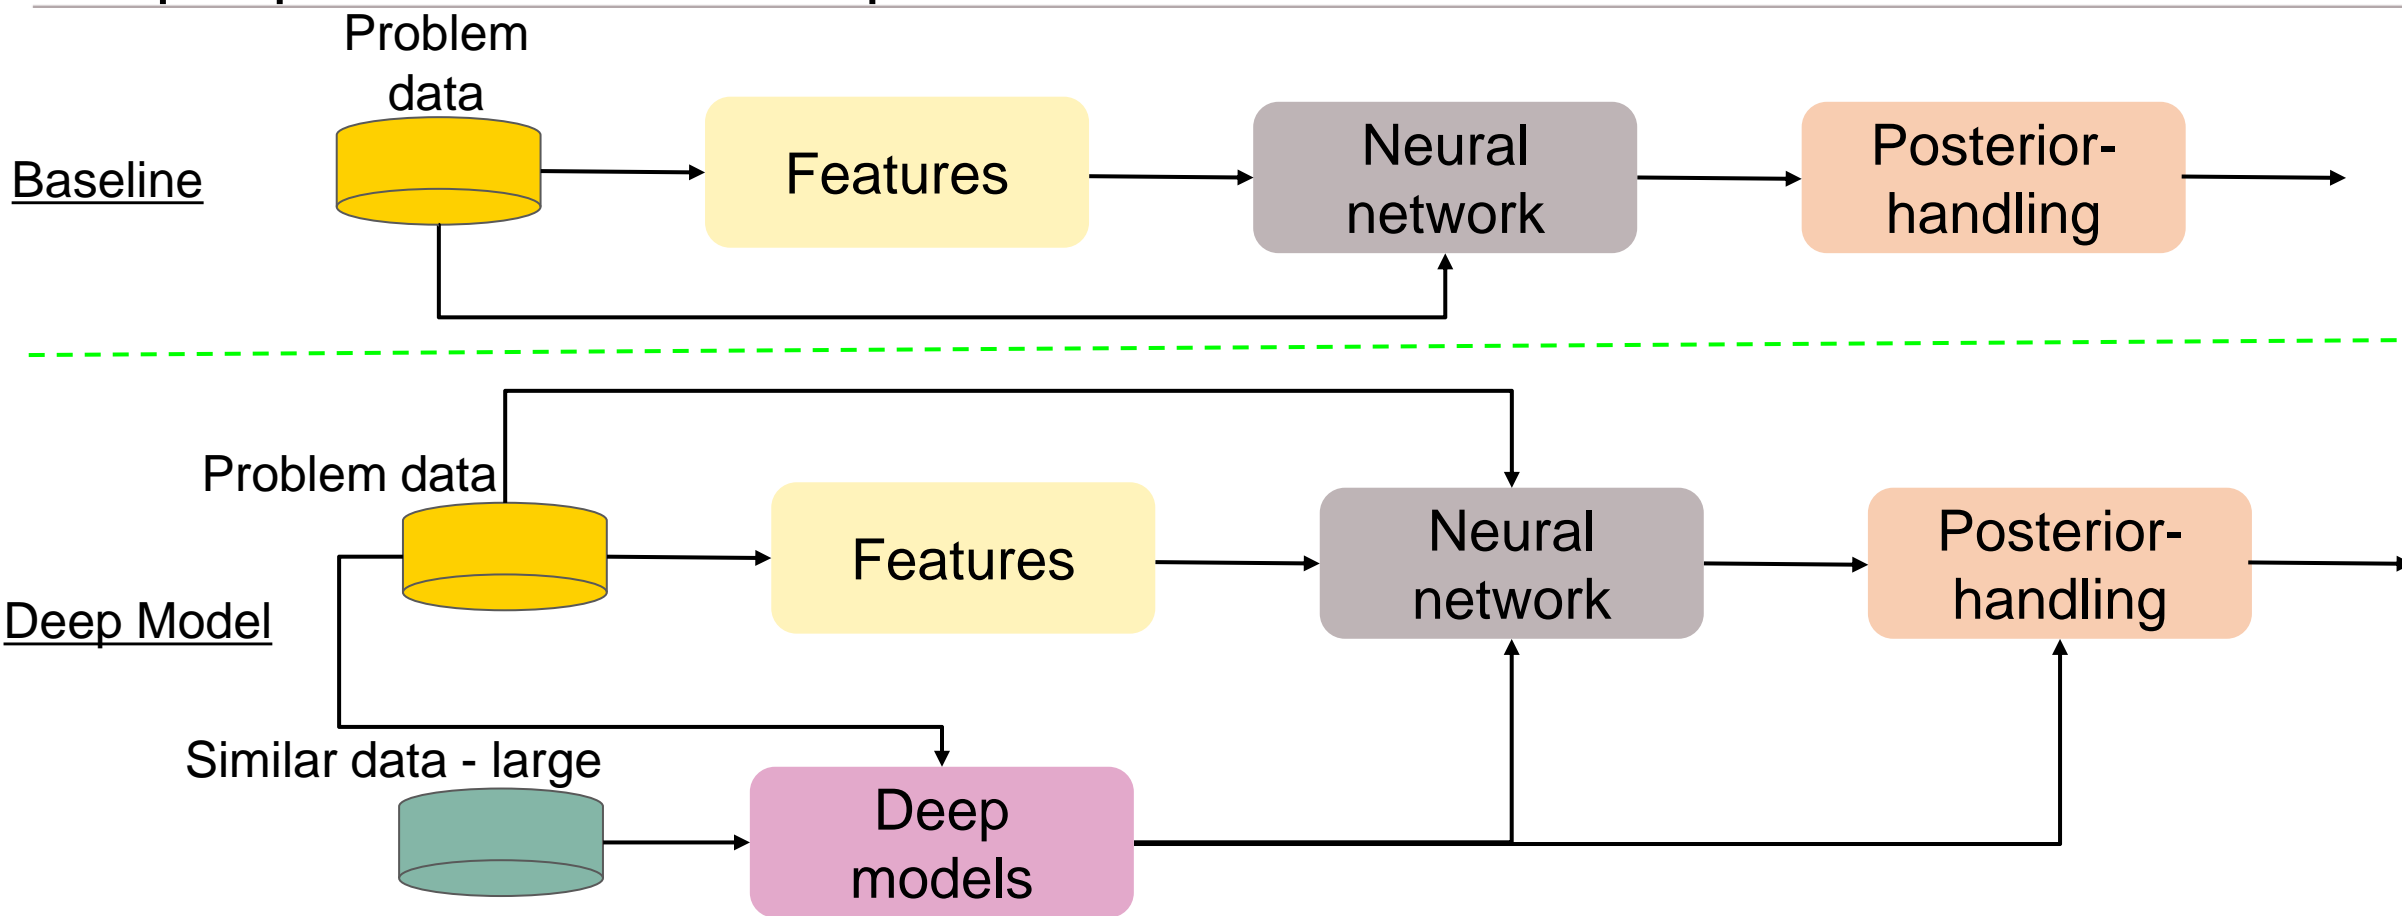 Problem
data
Baseline
Features
Neural
network
Posterior-
handling
Problem data
Features
Neural
network
Posterior-
handling
Deep Model
Similar data - large
Deep
models